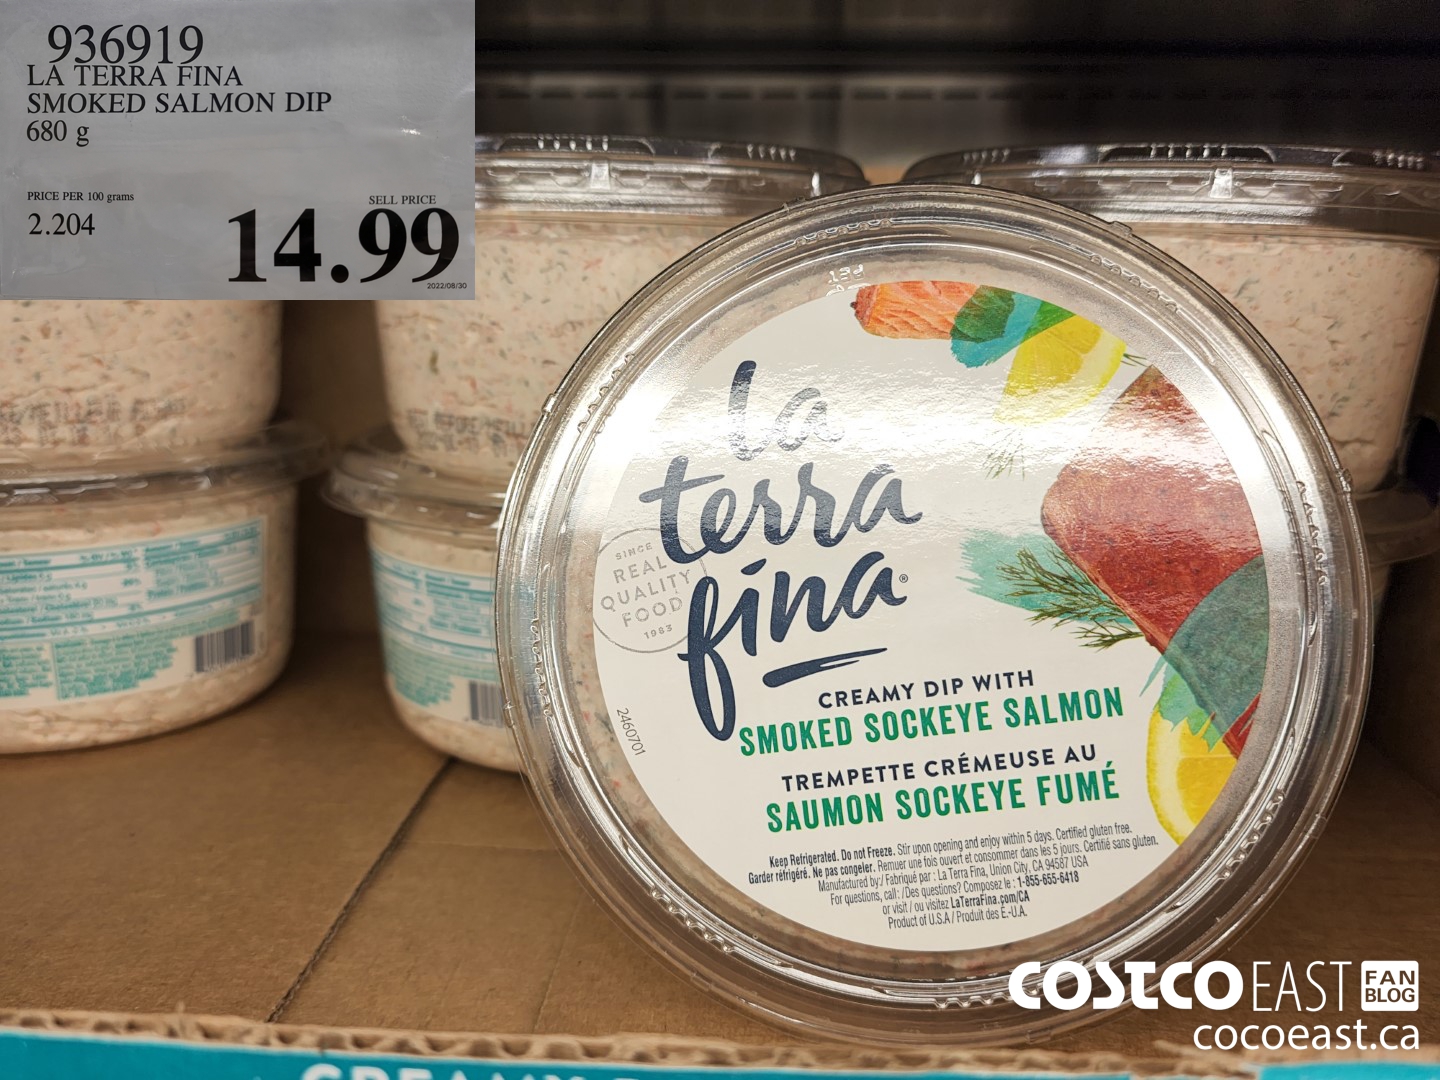 936919
LA TERRA FINA
SMOKED SALMON DIP
680 g
PRICE PER 100 grams
2.204
SELL PRICE
14.99
2022/08/30
la
terra
fina®
SINCE
REAL
QUALITY
FOOD
1983
CREAMY DIP WITH
SMOKED SOCKEYE SALMON
TREMPETTE CRÉMEUSE AU
SAUMON SOCKEYE FUMÉ
2460701
Keep Refrigerated. Do not Freeze. Stir upon opening and enjoy within 5 days. Certified gluten free.
Garder réfrigéré. Ne pas congeler. Remuer une fois ouvert et consommer dans les 5 jours. Certifié sans gluten.
Manufactured by:/ Fabriqué par : La Terra Fina, Union City, CA 94587 USA
For questions, call: /Des questions? Composez le : 1-855-655-6418
or visit / ou visitez LaTerraFina.com/CA
Product of U.S.A / Produit des É.-U.A.
COSTCO EAST FAN BLOG
cocoeast.ca